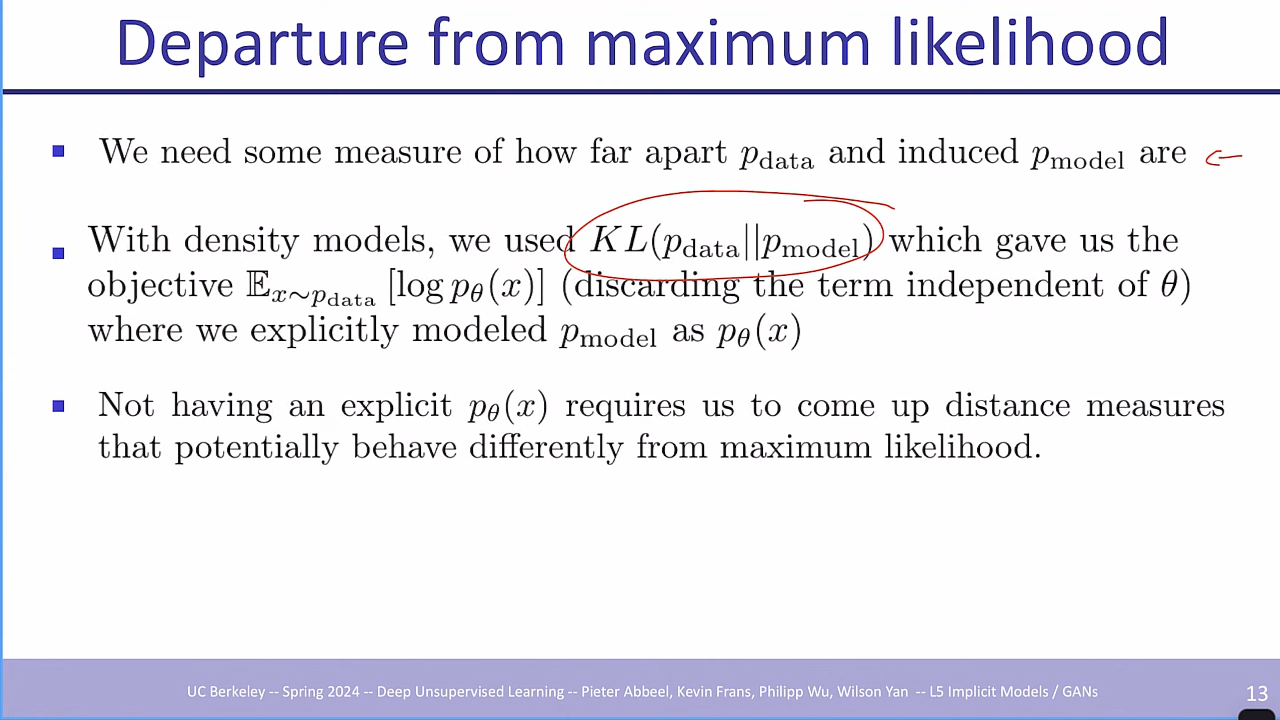 Departure from maximum likelihood
▪ We need some measure of how far apart p_data and induced p_model are
▪ With density models, we used KL(p_data||p_model) which gave us the
objective 𝔼_{x∼p_data} [log p_θ(x)] (discarding the term independent of θ)
where we explicitly modeled p_model as p_θ(x)
▪ Not having an explicit p_θ(x) requires us to come up distance measures
that potentially behave differently from maximum likelihood.
UC Berkeley -- Spring 2024 -- Deep Unsupervised Learning -- Pieter Abbeel, Kevin Frans, Philipp Wu, Wilson Yan -- L5 Implicit Models / GANs
13